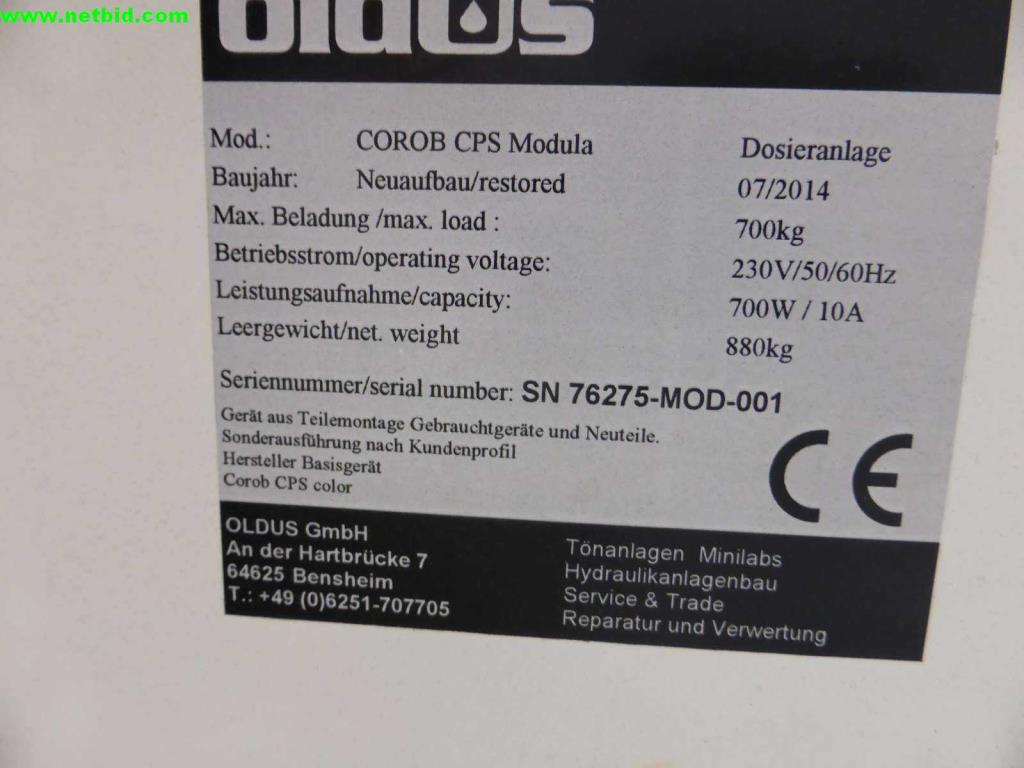 www.netbid.com
oldus
Mod.: COROB CPS Modula Dosieranlage
Baujahr: Neuaufbau/restored 07/2014
Max. Beladung /max. load : 700kg
Betriebsstrom/operating voltage: 230V/50/60Hz
Leistungsaufnahme/capacity: 700W / 10A
Leergewicht/net. weight 880kg
Seriennummer/serial number: SN 76275-MOD-001
Gerät aus Teilemontage Gebrauchtgeräte und Neuteile.
Sonderausführung nach Kundenprofil
Hersteller Basisgerät
Corob CPS color
CE
OLDUS GmbH
An der Hartbrücke 7
64625 Bensheim
T.: +49 (0)6251-707705
Tönanlagen Minilabs
Hydraulikanlagenbau
Service & Trade
Reparatur und Verwertung